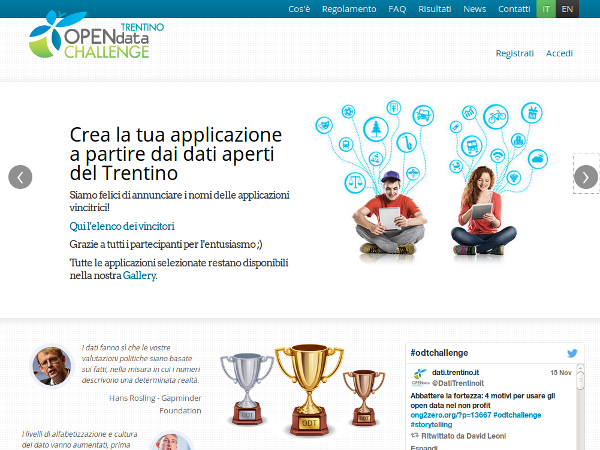 Cos'è Regolamento FAQ Risultati News Contatti IT EN
TRENTINO
OPENdata
CHALLENGE
Registrati Accedi
Crea la tua applicazione
a partire dai dati aperti
del Trentino
Siamo felici di annunciare i nomi delle applicazioni
vincitrici!
Qui l'elenco dei vincitori
Grazie a tutti i partecipanti per l'entusiasmo ;)
Tutte le applicazioni selezionate restano disponibili
nella nostra Gallery.
I dati fanno sì che le vostre
valutazioni politiche siano basate
sui fatti, nella misura in cui i numeri
descrivono una determinata realtà.
Hans Rosling - Gapminder
Foundation
I livelli di alfabetizzazione e cultura
del dato vanno aumentati, prima
ODT
ODT
ODT
#odtchallenge
dati.trentino.it 15 Nov
@DatiTrentinoit
Abbattere la fortezza: 4 motivi per usare gli
open data nel non profit
ong2zero.org/?p=13667 #odtchallenge
#storytelling
Ritwittato da David Leoni
Espandi